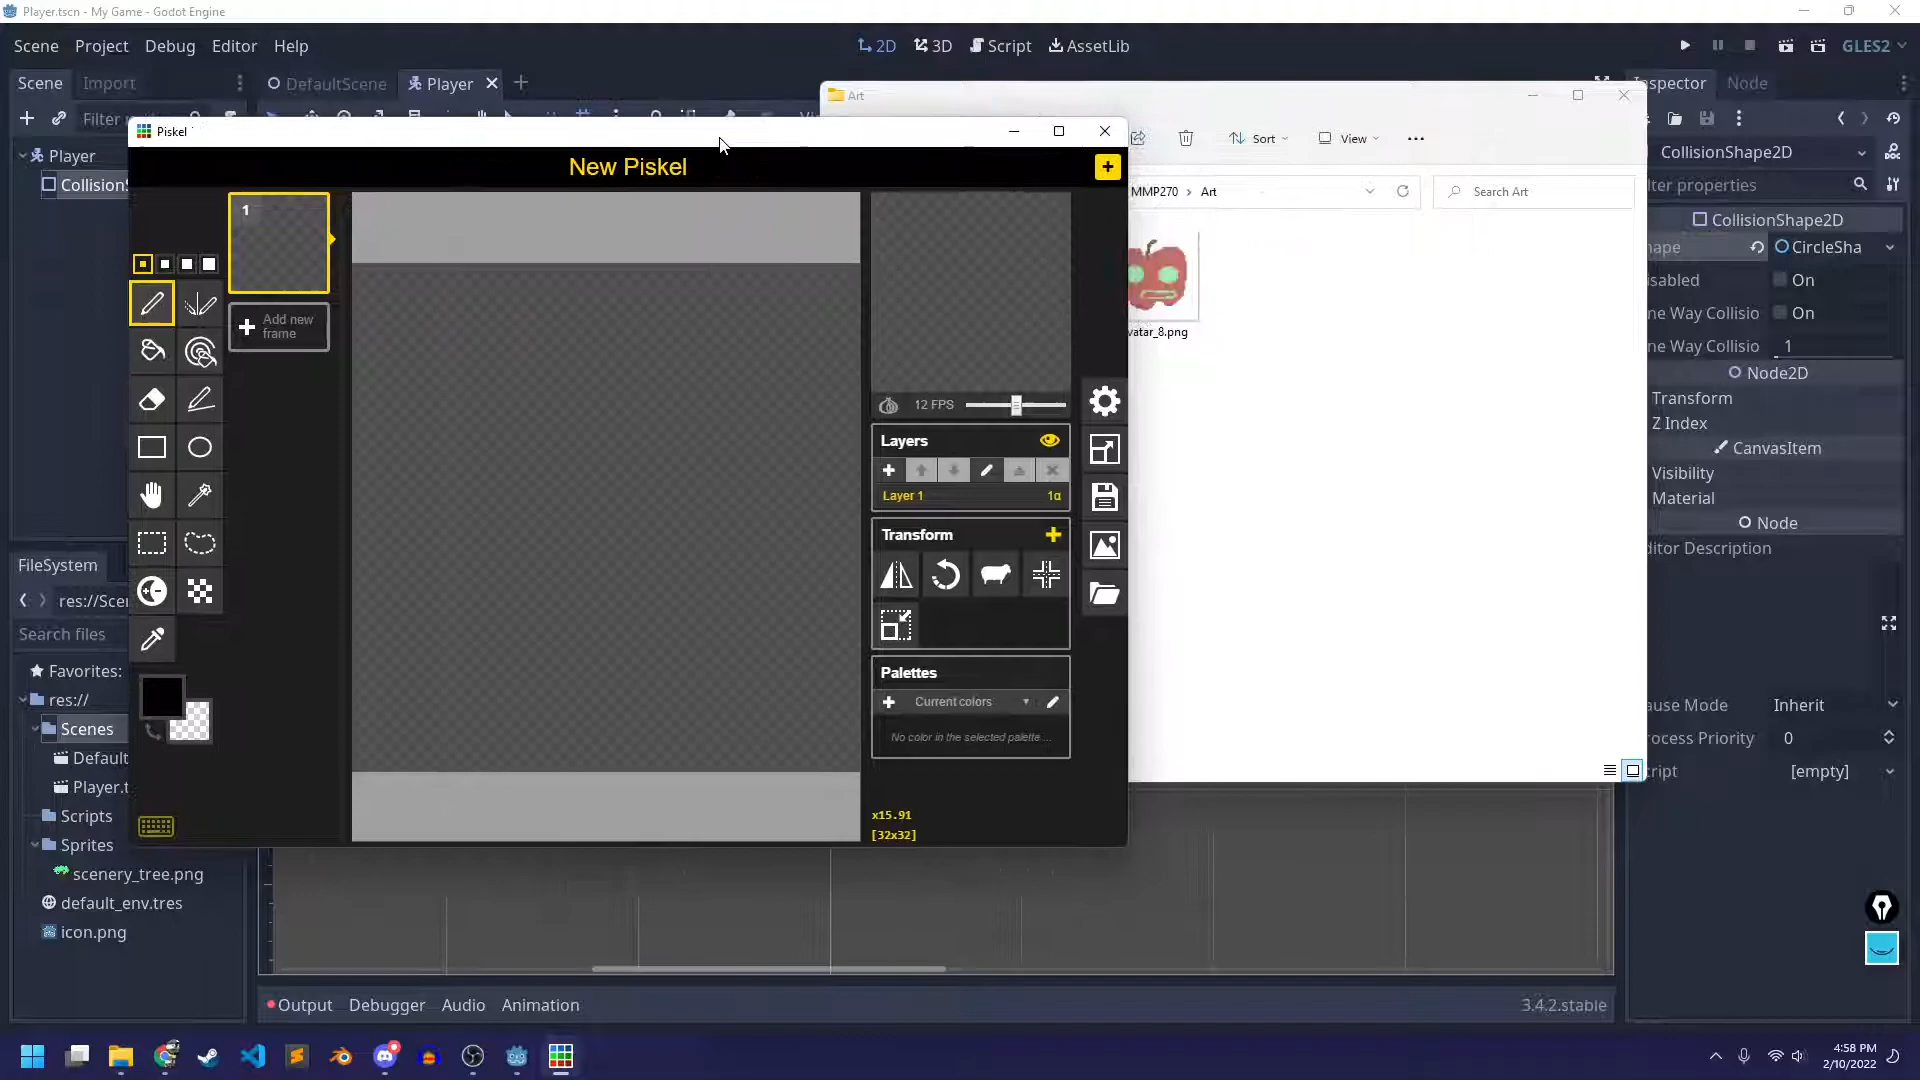 Player.tscn - My Game - Godot Engine
Scene Project Debug Editor Help
2D 3D Script AssetLib
GLES2
Scene Import
DefaultScene Player
Art
Inspector Node
Filter
Piskel
Sort View
New Piskel
MMP270 > Art
Search Art
Player
CollisionS
1
Add new
frame
vatar_8.png
12 FPS
Layers
Layer 1 1α
Transform
Palettes
Current colors
No color in the selected palette ...
x15.91
[32x32]
CollisionShape2D
lter properties
CollisionShape2D
hape CircleSha
isabled On
ne Way Collisio On
ne Way Collisio 1
Node2D
Transform
Z Index
CanvasItem
Visibility
Material
Node
ditor Description
ause Mode Inherit
rocess Priority 0
cript [empty]
FileSystem
res://Scen
Search files
Favorites:
res://
Scenes
Default
Player.t
Scripts
Sprites
scenery_tree.png
default_env.tres
icon.png
Output Debugger Audio Animation
3.4.2.stable
4:58 PM
2/10/2022